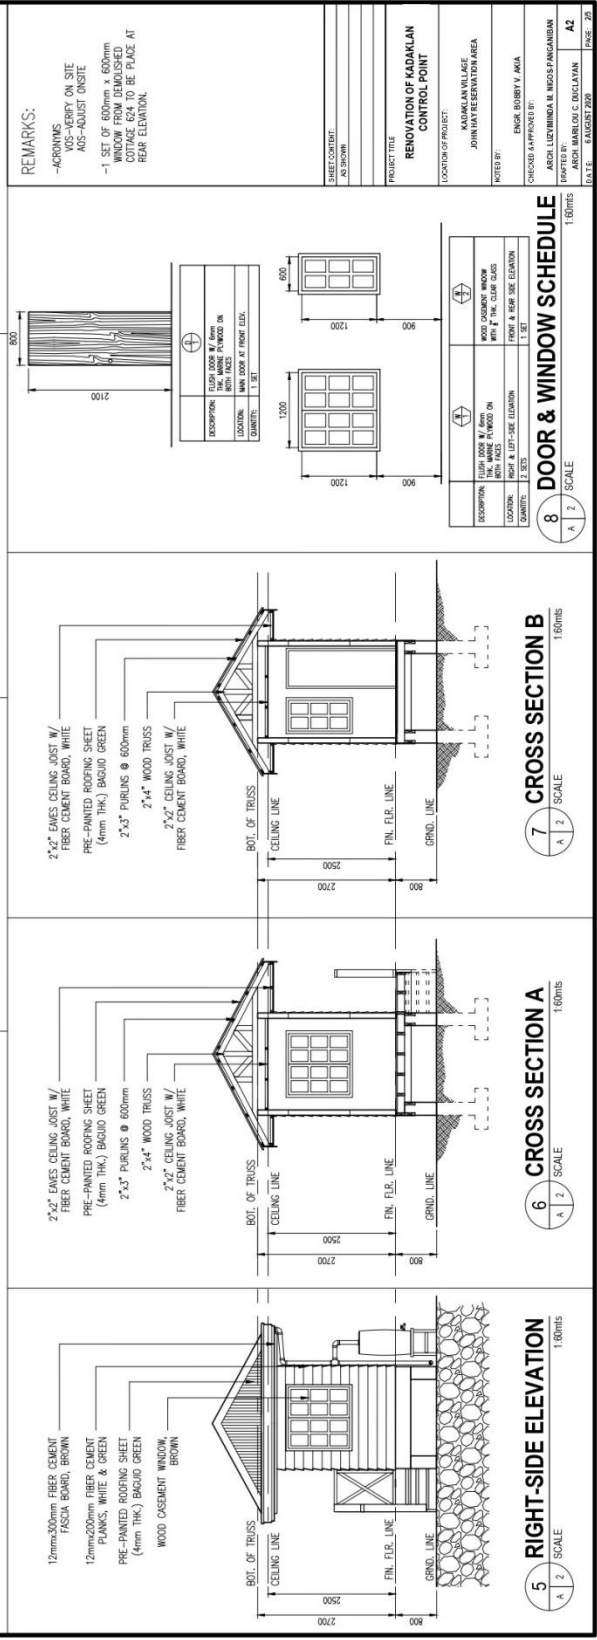 12mmx300mm FIBER CEMENT
FASCIA BOARD, BROWN
12mmx200mm FIBER CEMENT
PLANKS, WHITE & GREEN
PRE-PAINTED ROOFING SHEET
(4mm THK.) BAGUIO GREEN
WOOD CASEMENT WINDOW,
BROWN
BOT. OF TRUSS
CEILING LINE
2700
2500
FIN. FLR. LINE
800
GRND. LINE
5
A 2
RIGHT-SIDE ELEVATION
SCALE 1:60mts
2"x2" EAVES CEILING JOIST W/
FIBER CEMENT BOARD, WHITE
PRE-PAINTED ROOFING SHEET
(4mm THK.) BAGUIO GREEN
2"x3" PURLINS @ 600mm
2"x4" WOOD TRUSS
2"x2" CEILING JOIST W/
FIBER CEMENT BOARD, WHITE
BOT. OF TRUSS
CEILING LINE
2700
2500
FIN. FLR. LINE
800
GRND. LINE
6
A 2
CROSS SECTION A
SCALE 1:60mts
2"x2" EAVES CEILING JOIST W/
FIBER CEMENT BOARD, WHITE
PRE-PAINTED ROOFING SHEET
(4mm THK.) BAGUIO GREEN
2"x3" PURLINS @ 600mm
2"x4" WOOD TRUSS
2"x2" CEILING JOIST W/
FIBER CEMENT BOARD, WHITE
BOT. OF TRUSS
CEILING LINE
2700
2500
FIN. FLR. LINE
800
GRND. LINE
7
A 2
CROSS SECTION B
SCALE 1:60mts
800
2100
D
1
DESCRIPTION: FLUSH DOOR W/ 6mm
THK. MARINE PLYWOOD ON
BOTH FACES
LOCATION: MAIN DOOR AT FRONT ELEV.
QUANTITY: 1 SET
1200
1200
900
600
1200
900
W
1
W
2
DESCRIPTION: FLUSH DOOR W/ 6mm
THK. MARINE PLYWOOD ON
BOTH FACES
WOOD CASEMENT WINDOW
WITH THK. CLEAR GLASS
LOCATION: RIGHT & LEFT-SIDE ELEVATION
FRONT & REAR SIDE ELEVATION
QUANTITY: 2 SETS
1 SET
8
A 2
DOOR & WINDOW SCHEDULE
SCALE 1:60mts
REMARKS:
-ACRONYMS
VOS-VERIFY ON SITE
AOS-ADJUST ONSITE
-1 SET OF 600mm x 600mm
WINDOW FROM DEMOLISHED
COTTAGE 624 TO BE PLACE AT
REAR ELEVATION.
SHEET CONTENT:
AS SHOWN
PROJECT TITLE
RENOVATION OF KADAKLAN
CONTROL POINT
LOCATION OF PROJECT:
KADAKLAN VILLAGE
JOHN HAY RESERVATION AREA
NOTED BY:
ENGR. BOBBY V. AKIA
CHECKED & APPROVED BY:
ARCH. LUZVIMINDA M. NIGOS-PANGANIBAN
DRAFTED BY:
ARCH. MARILOU C. DUCLAYAN
A2
DATE: 6 AUGUST 2020
PAGE: 2/5